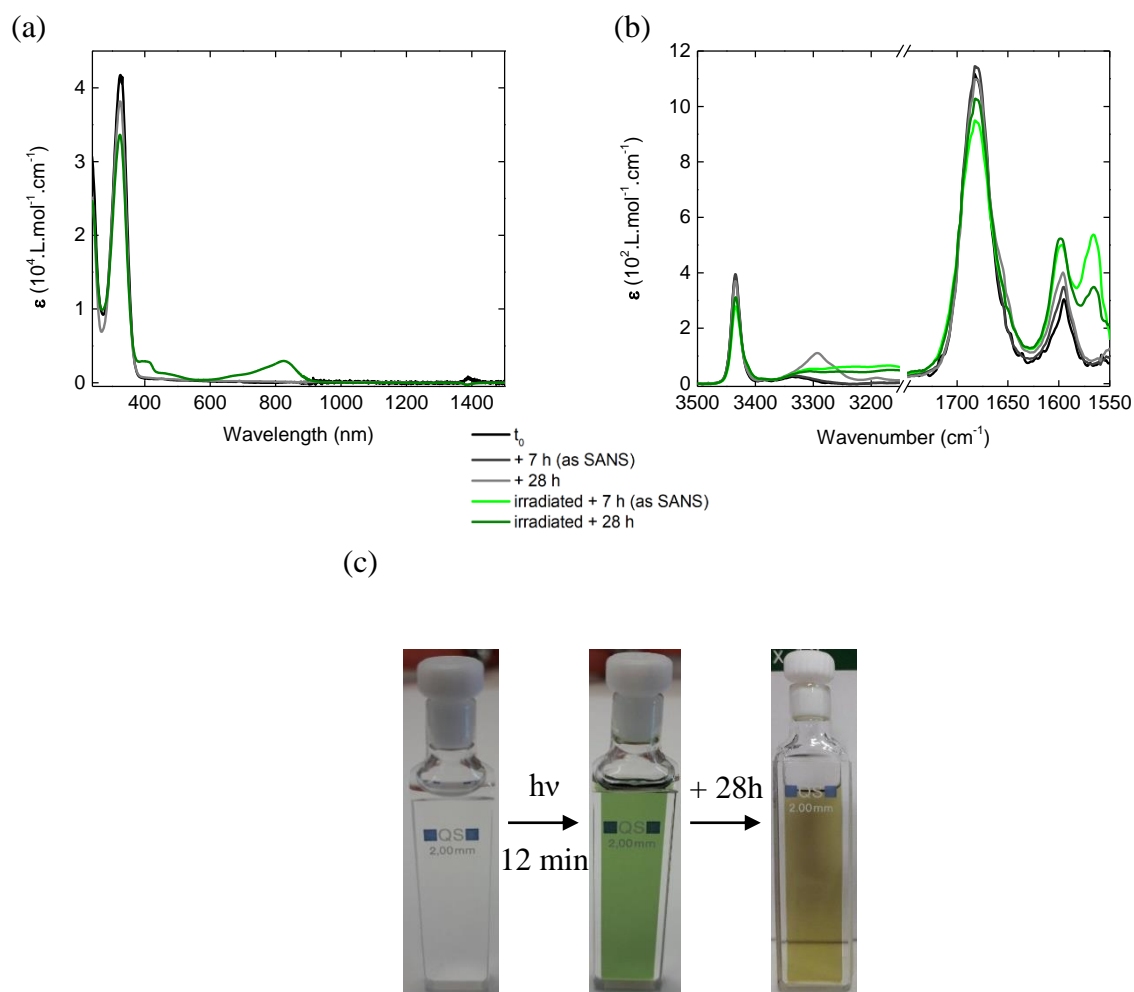 (a)
(b)
4
3
2
1
0
ε (10⁴.L.mol⁻¹.cm⁻¹)
400 600 800 1000 1200 1400
Wavelength (nm)
12
10
8
6
4
2
0
ε (10².L.mol⁻¹.cm⁻¹)
3500 3400 3300 3200 1700 1650 1600 1550
Wavenumber (cm⁻¹)
t₀
+ 7 h (as SANS)
+ 28 h
irradiated + 7 h (as SANS)
irradiated + 28 h
(c)
QS
2,00mm
hν
12 min
QS
2,00mm
+ 28h
QS
2.00mm